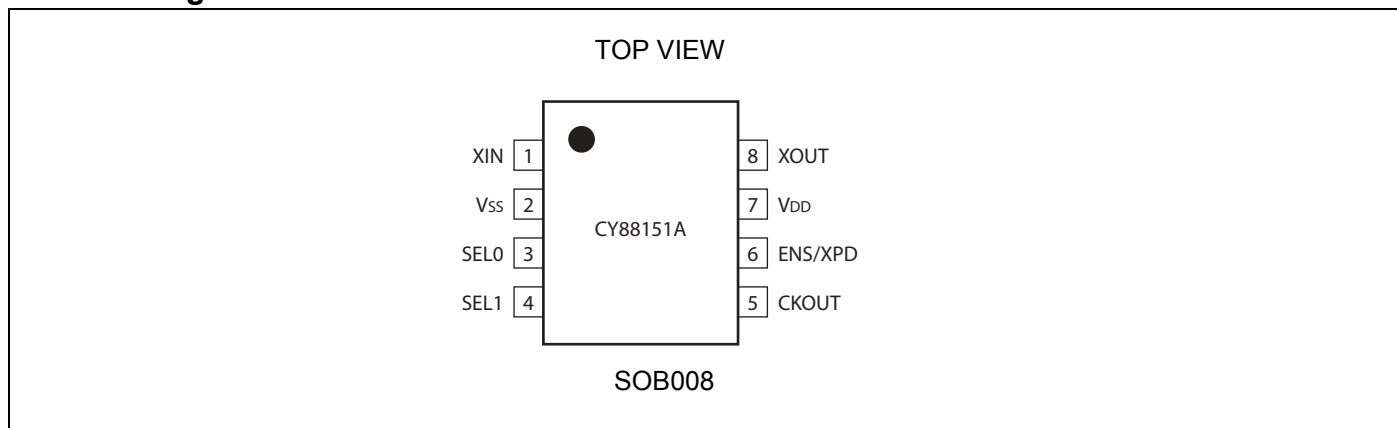 TOP VIEW
XIN 1
8 XOUT
Vss 2
7 VDD
CY88151A
SEL0 3
6 ENS/XPD
SEL1 4
5 CKOUT
SOB008